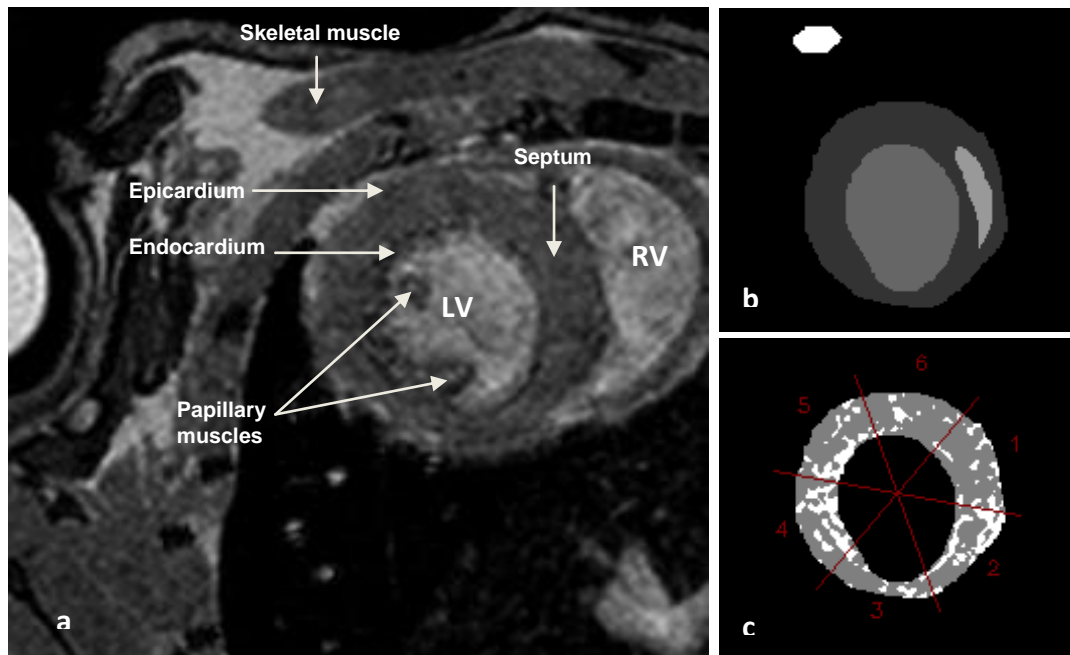 Skeletal muscle
Septum
Epicardium
Endocardium
RV
LV
Papillary
muscles
a
b
6
5
1
4
2
3
c